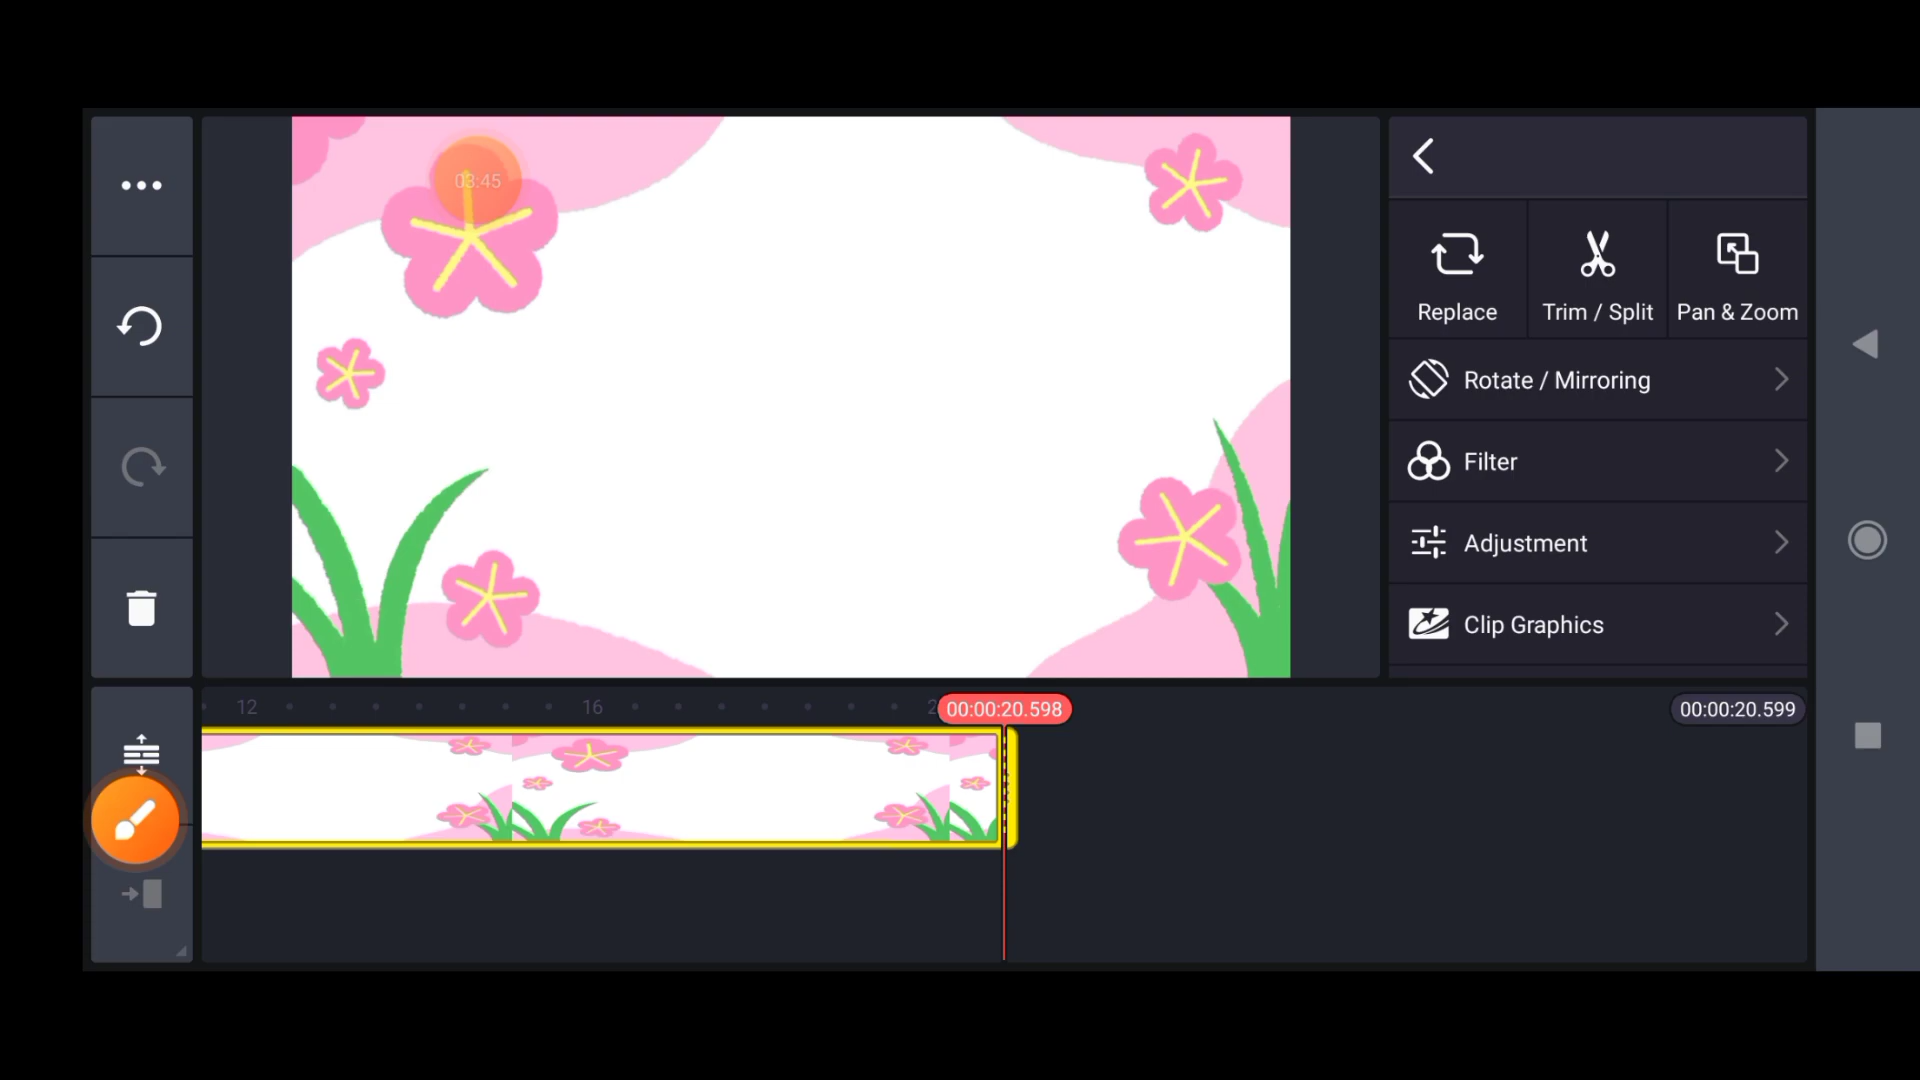 03:45
Replace
Trim / Split
Pan & Zoom
Rotate / Mirroring
Filter
Adjustment
Clip Graphics
12
16
2
00:00:20.598
00:00:20.599